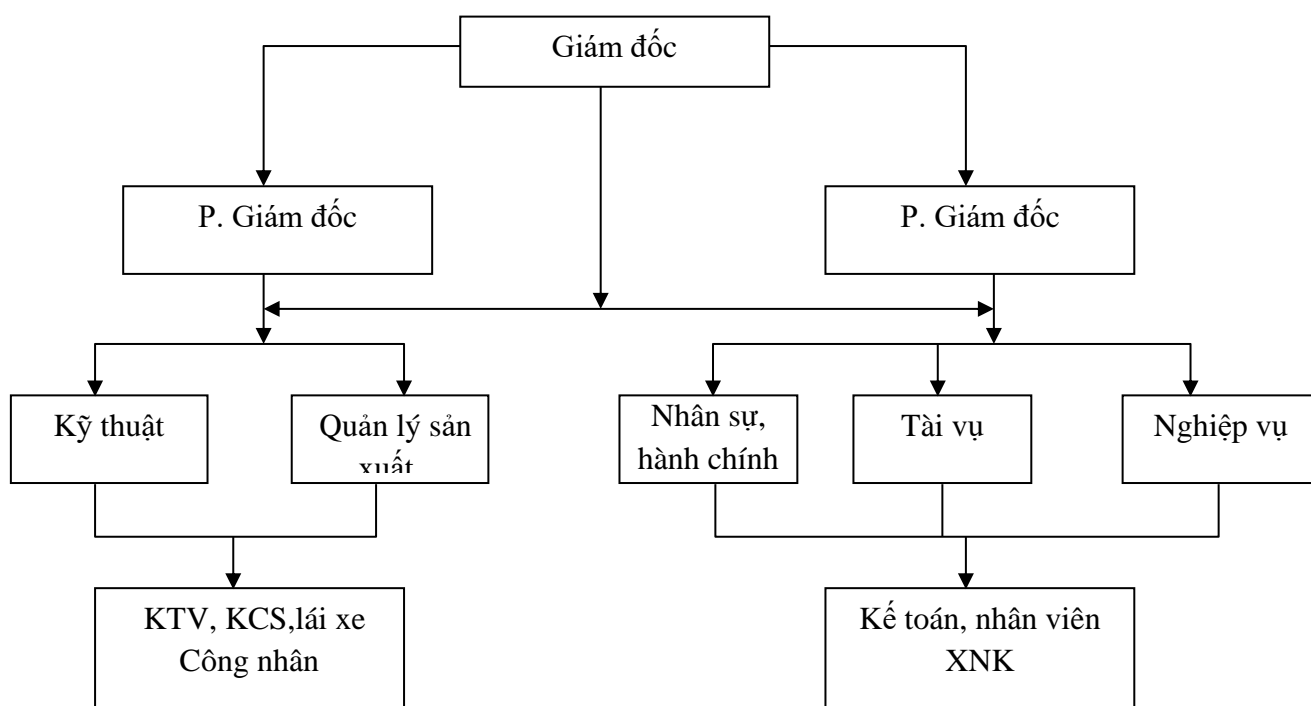 Giám đốc
P. Giám đốc
P. Giám đốc
Kỹ thuật
Quản lý sản
xuất
Nhân sự,
hành chính
Tài vụ
Nghiệp vụ
KTV, KCS,lái xe
Công nhân
Kế toán, nhân viên
XNK